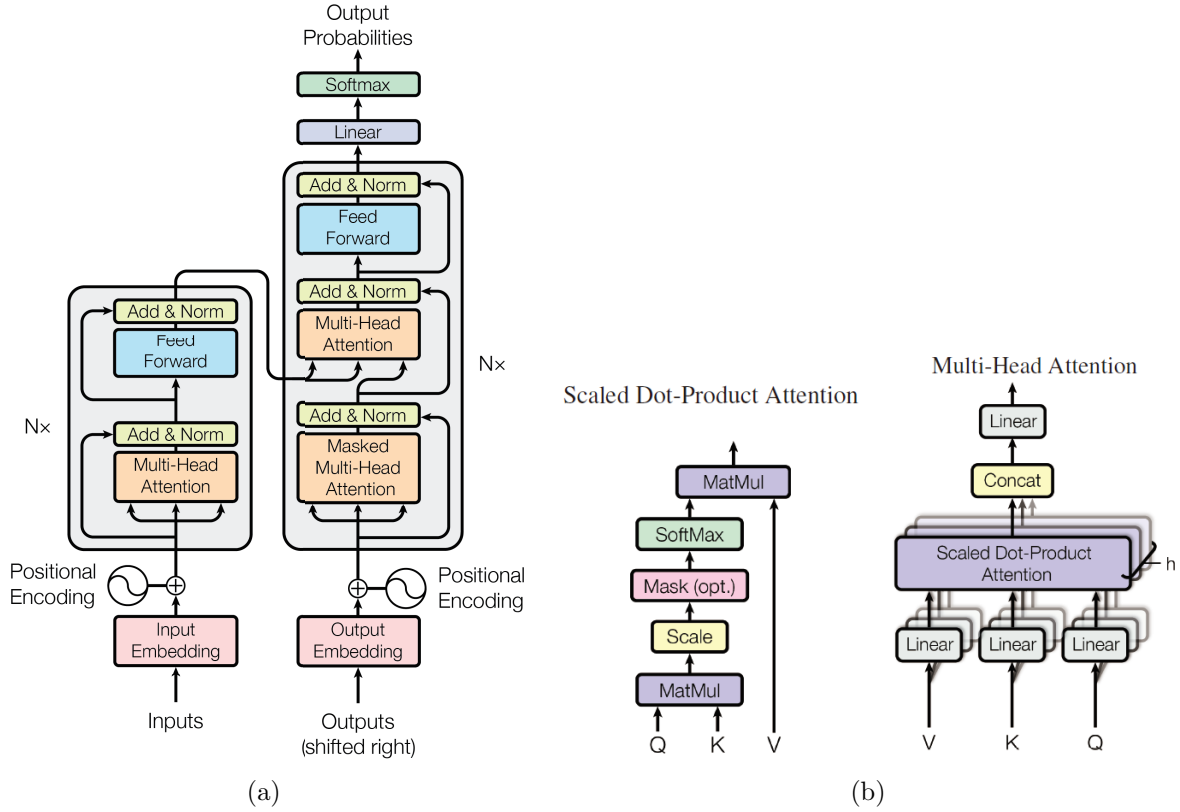 Output
Probabilities
Softmax
Linear
Add & Norm
Feed
Forward
Add & Norm
Multi-Head
Attention
Add & Norm
Masked
Multi-Head
Attention
N×
Positional
Encoding
Output
Embedding
Outputs
(shifted right)
Add & Norm
Feed
Forward
Add & Norm
Multi-Head
Attention
N×
Positional
Encoding
Input
Embedding
Inputs
(a)
Scaled Dot-Product Attention
MatMul
SoftMax
Mask (opt.)
Scale
MatMul
Q K V
Multi-Head Attention
Linear
Concat
Scaled Dot-Product
Attention
h
Linear Linear Linear
V K Q
(b)